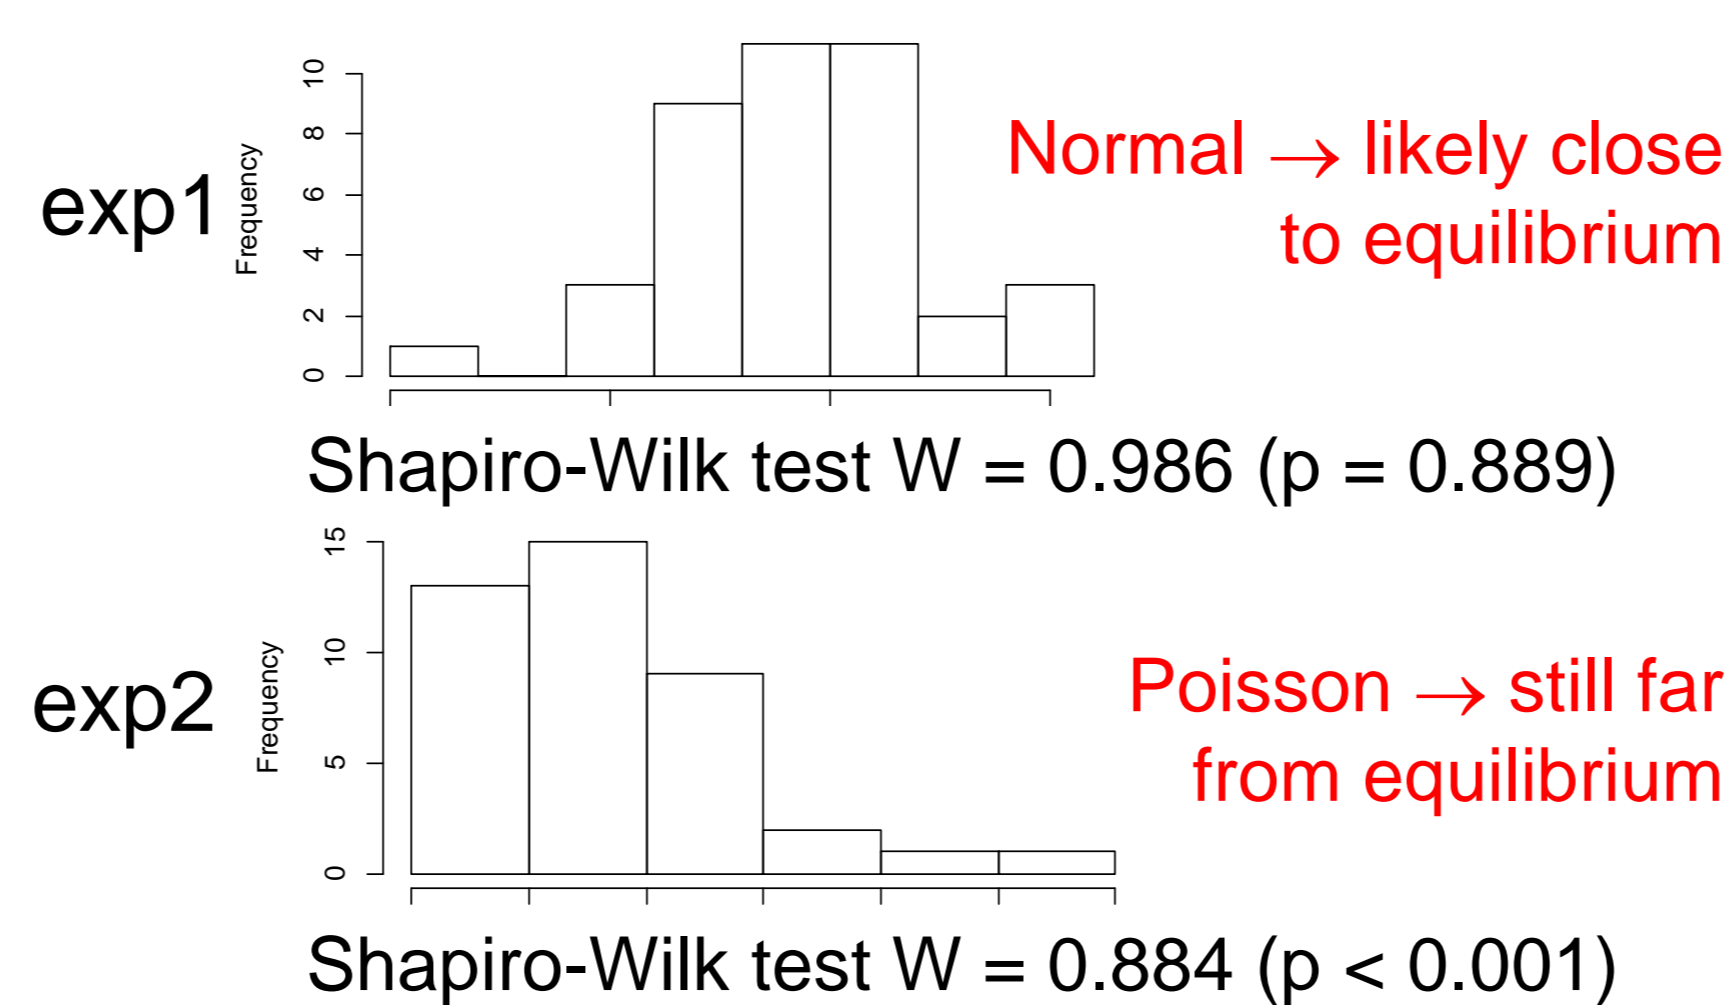 10
8
6
4
2
0
Frequency
exp1
Normal → likely close
to equilibrium
Shapiro-Wilk test W = 0.986 (p = 0.889)
15
10
5
0
Frequency
exp2
Poisson → still far
from equilibrium
Shapiro-Wilk test W = 0.884 (p < 0.001)